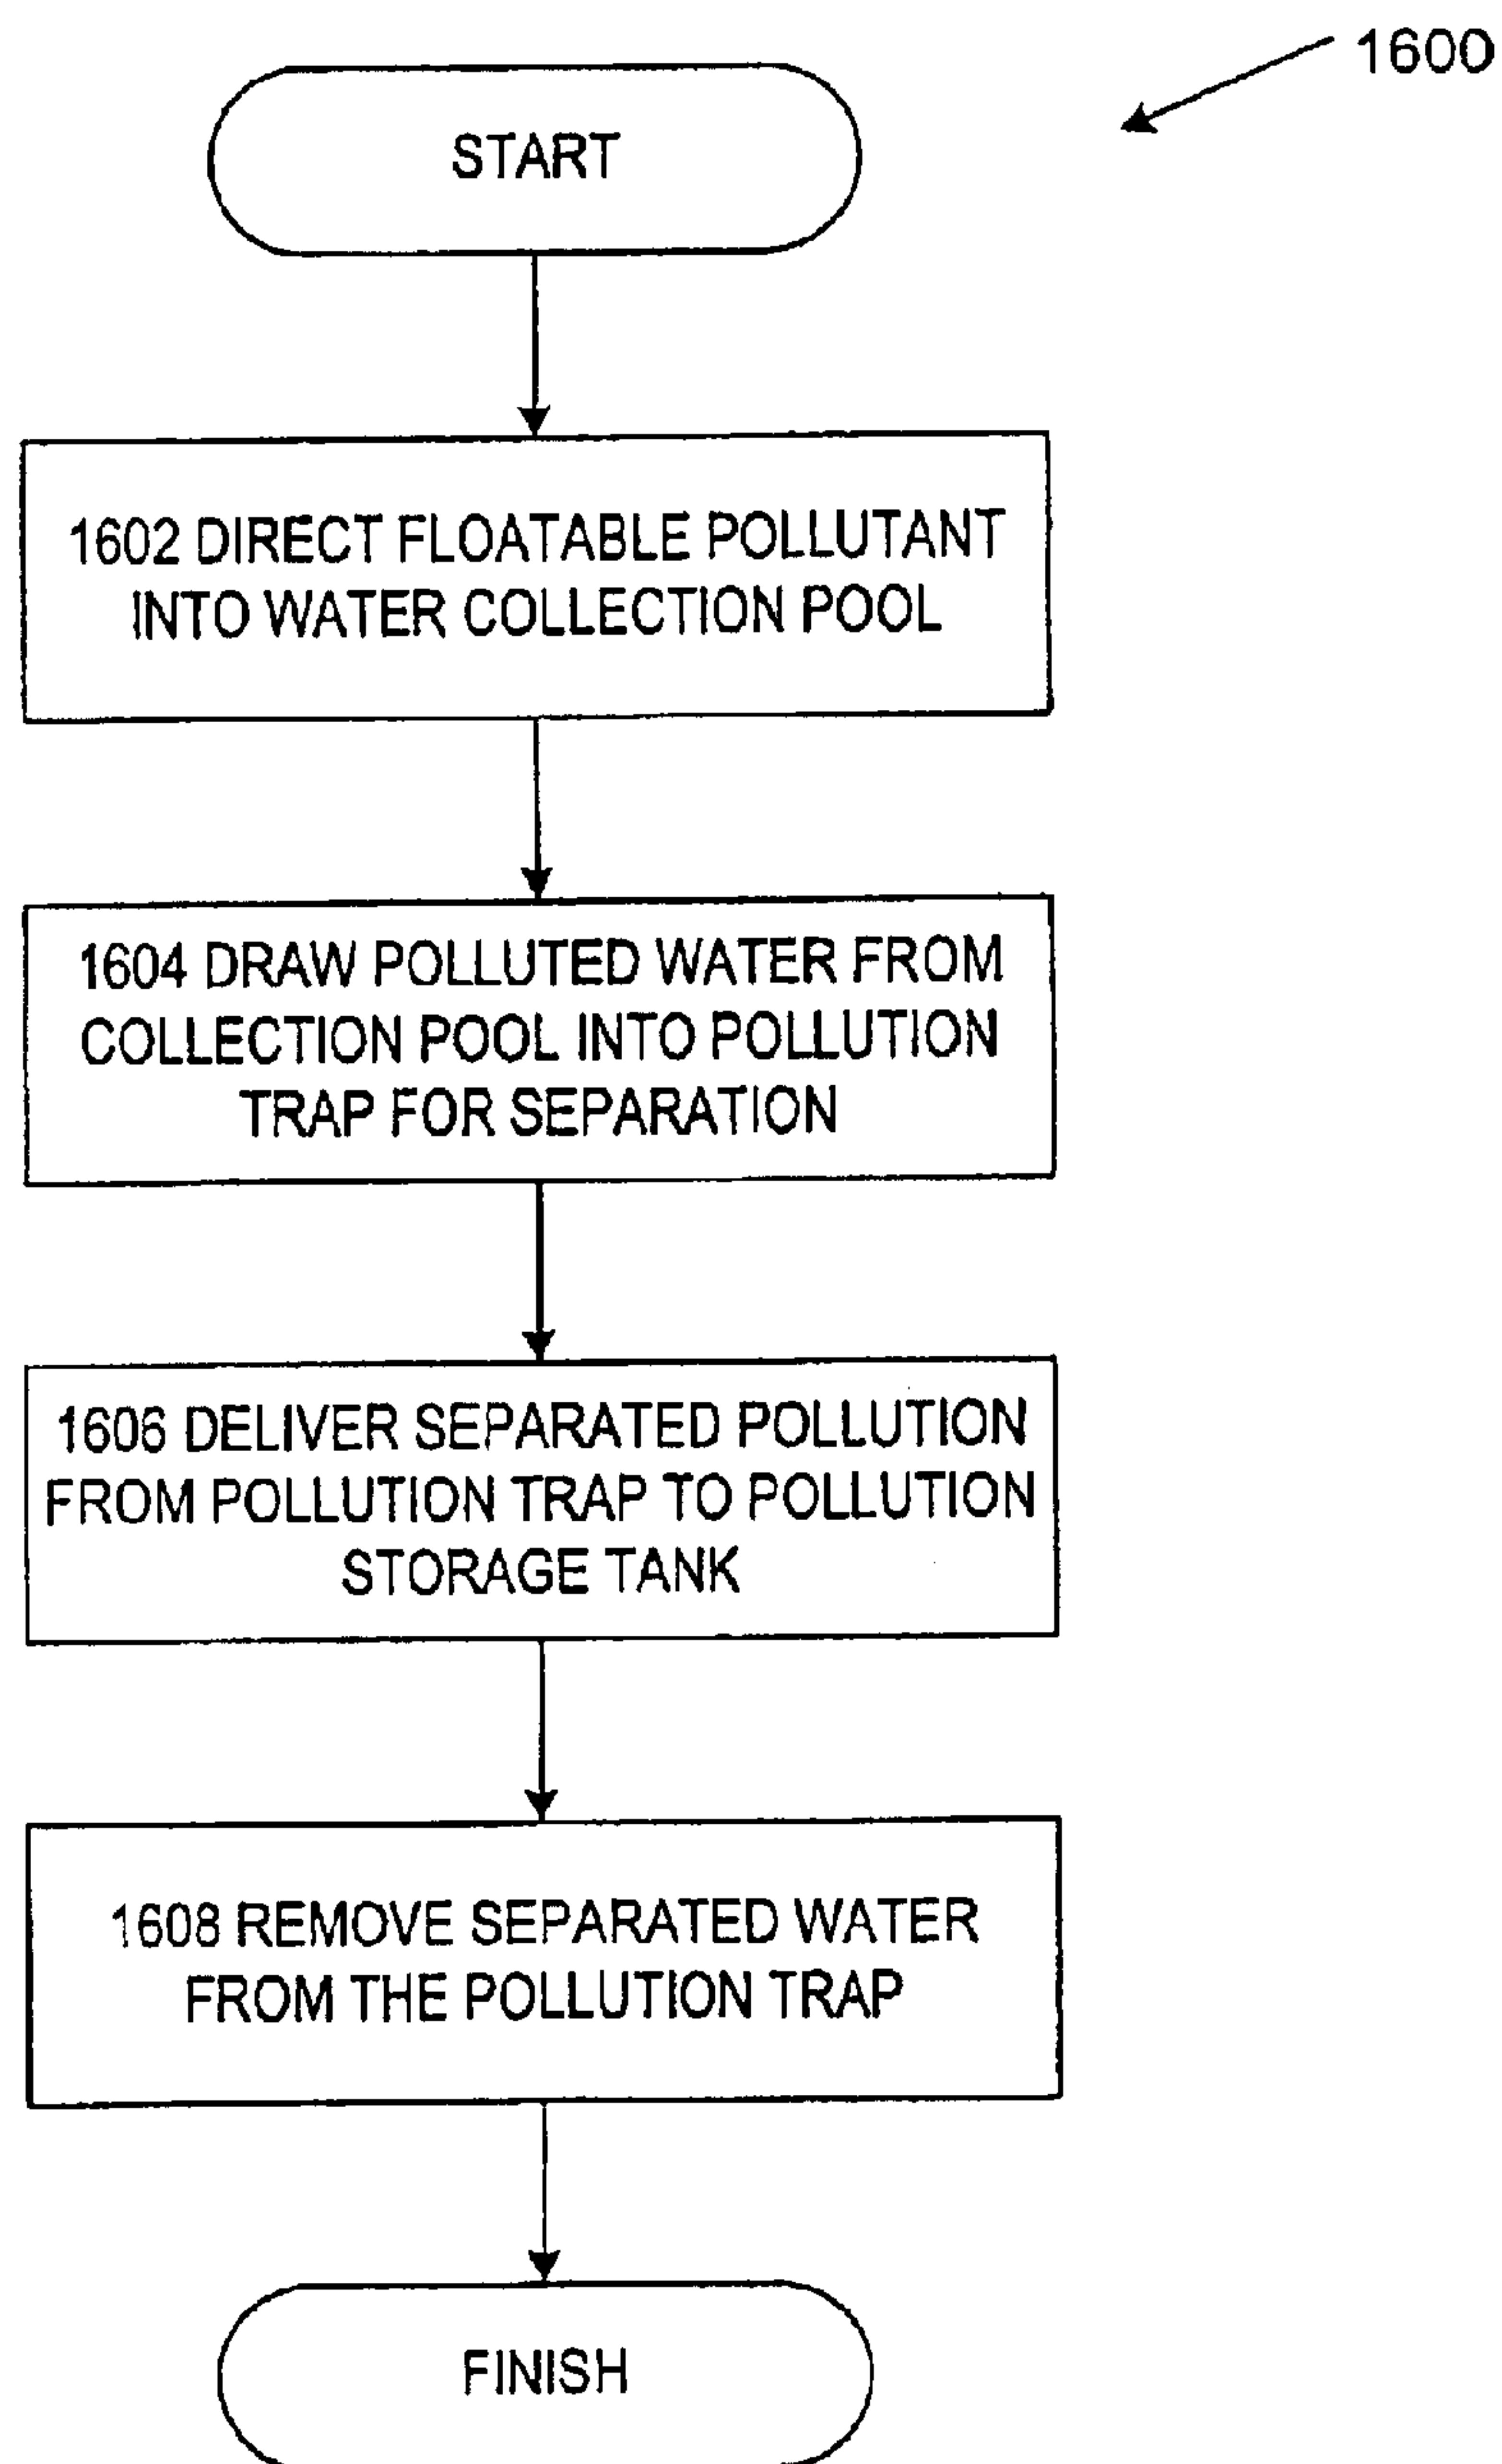 1600
START
1602 DIRECT FLOATABLE POLLUTANT
INTO WATER COLLECTION POOL
1604 DRAW POLLUTED WATER FROM
COLLECTION POOL INTO POLLUTION
TRAP FOR SEPARATION
1606 DELIVER SEPARATED POLLUTION
FROM POLLUTION TRAP TO POLLUTION
STORAGE TANK
1608 REMOVE SEPARATED WATER
FROM THE POLLUTION TRAP
FINISH